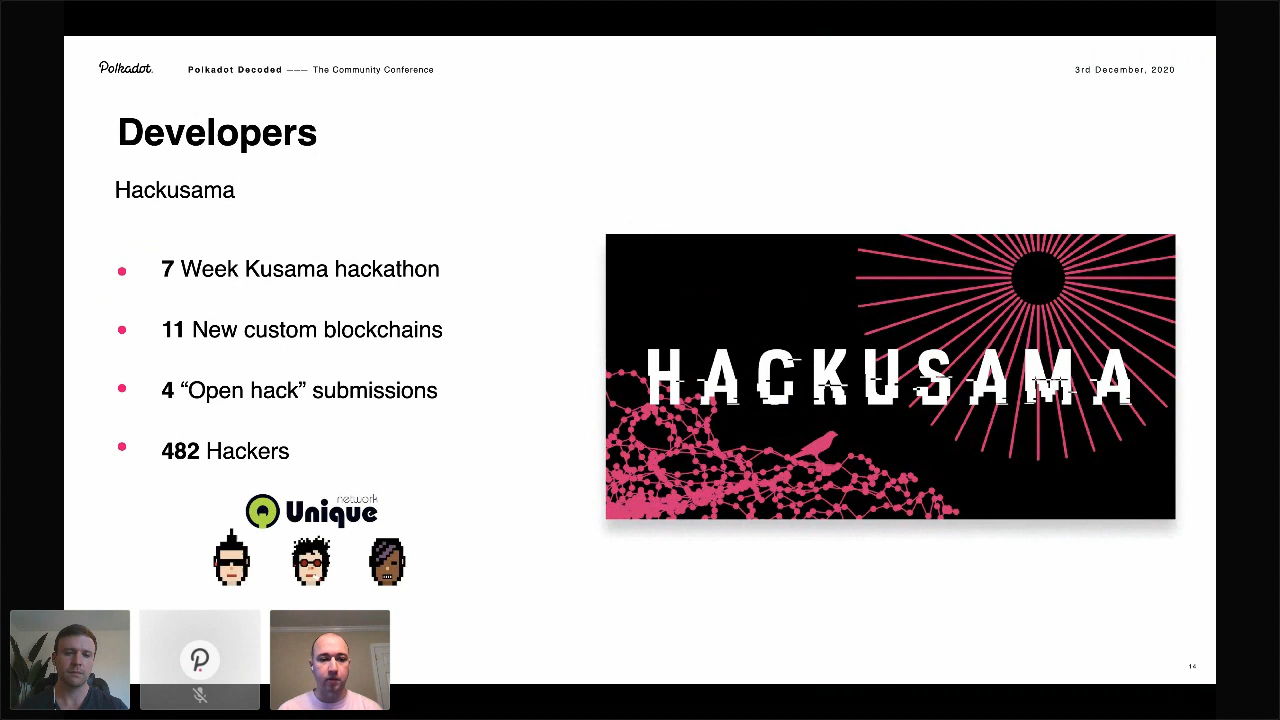 Polkadot.
Polkadot Decoded ——— The Community Conference
3rd December, 2020
Developers
Hackusama
7 Week Kusama hackathon
11 New custom blockchains
4 “Open hack” submissions
482 Hackers
HACKUSAMA
network
Unique
14